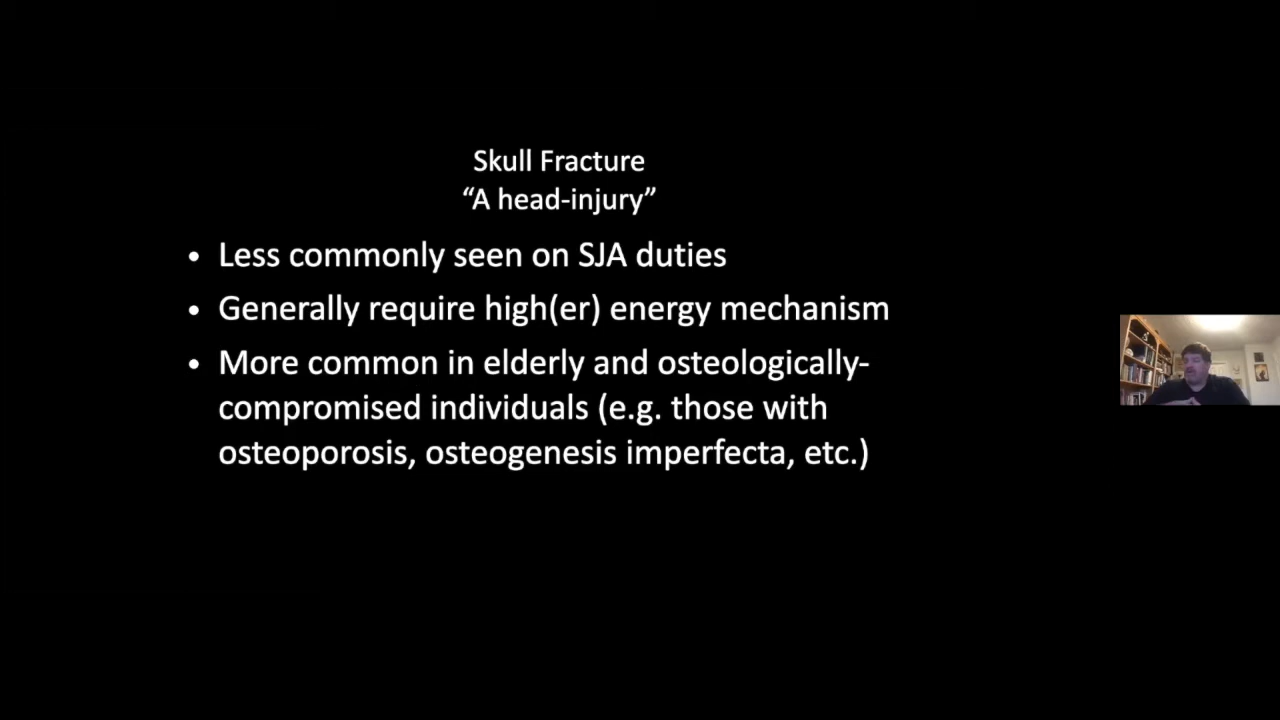 Skull Fracture
“A head-injury”
• Less commonly seen on SJA duties
• Generally require high(er) energy mechanism
• More common in elderly and osteologically-
compromised individuals (e.g. those with
osteoporosis, osteogenesis imperfecta, etc.)